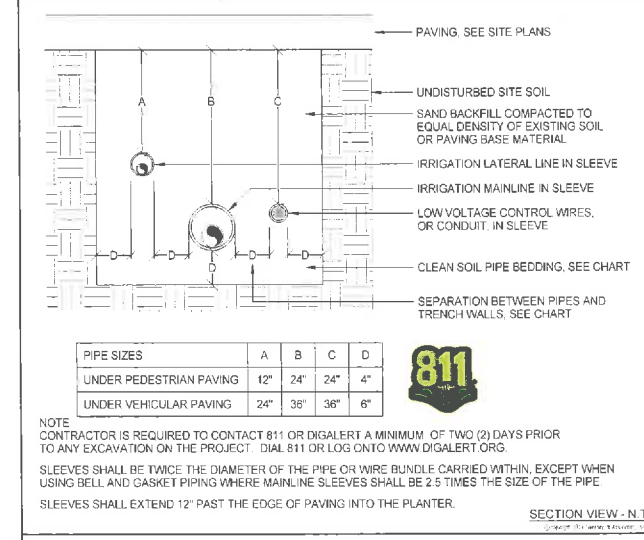 PAVING, SEE SITE PLANS
UNDISTURBED SITE SOIL
SAND BACKFILL COMPACTED TO
EQUAL DENSITY OF EXISTING SOIL
OR PAVING BASE MATERIAL
IRRIGATION LATERAL LINE IN SLEEVE
IRRIGATION MAINLINE IN SLEEVE
LOW VOLTAGE CONTROL WIRES,
OR CONDUIT, IN SLEEVE
CLEAN SOIL PIPE BEDDING, SEE CHART
SEPARATION BETWEEN PIPES AND
TRENCH WALLS, SEE CHART
A B C
D D D D
D
PIPE SIZES A B C D
UNDER PEDESTRIAN PAVING 12" 24" 24" 4"
UNDER VEHICULAR PAVING 24" 36" 36" 6"
811
NOTE
CONTRACTOR IS REQUIRED TO CONTACT 811 OR DIGALERT A MINIMUM OF TWO (2) DAYS PRIOR
TO ANY EXCAVATION ON THE PROJECT. DIAL 811 OR LOG ONTO WWW.DIGALERT.ORG.
SLEEVES SHALL BE TWICE THE DIAMETER OF THE PIPE OR WIRE BUNDLE CARRIED WITHIN, EXCEPT WHEN
USING BELL AND GASKET PIPING WHERE MAINLINE SLEEVES SHALL BE 2.5 TIMES THE SIZE OF THE PIPE
SLEEVES SHALL EXTEND 12" PAST THE EDGE OF PAVING INTO THE PLANTER.
SECTION VIEW - N.T